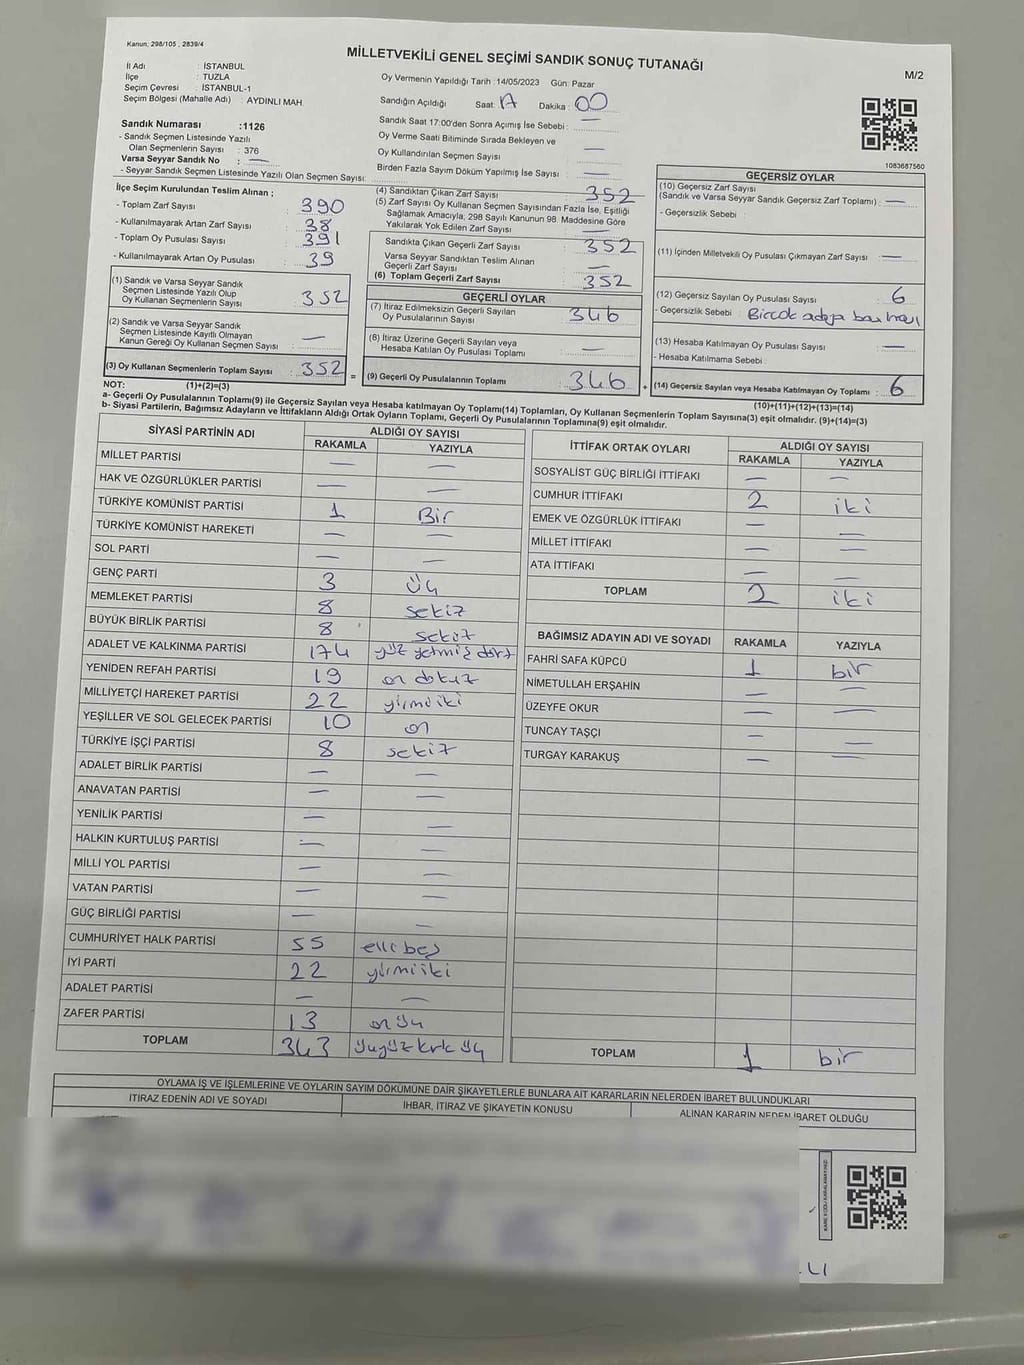 Kanun; 298/105 ; 2839/4
MİLLETVEKİLİ GENEL SEÇİMİ SANDIK SONUÇ TUTANAĞI
M/2
İl Adı : İSTANBUL
İlçe : TUZLA
Seçim Çevresi : İSTANBUL-1
Seçim Bölgesi (Mahalle Adı) : AYDINLI MAH.
Oy Vermenin Yapıldığı Tarih :14/05/2023 Gün: Pazar
Sandığın Açıldığı Saat: Dakika: 00
Sandık Saat 17:00'den Sonra Açımış İse Sebebi : —
Oy Verme Saati Bitiminde Sırada Bekleyen ve
Oy Kullandırılan Seçmen Sayısı —
Birden Fazla Sayım Döküm Yapılmış İse Sayısı : —
1083687560
Sandık Numarası :1126
- Sandık Seçmen Listesinde Yazılı
Olan Seçmenlerin Sayısı : 376
Varsa Seyyar Sandık No : —
- Seyyar Sandık Seçmen Listesinde Yazılı Olan Seçmen Sayısı:
İlçe Seçim Kurulundan Teslim Alınan ;
- Toplam Zarf Sayısı : 390
- Kullanılmayarak Artan Zarf Sayısı : 38
- Toplam Oy Pusulası Sayısı : 391
- Kullanılmayarak Artan Oy Pusulası : 39
(1) Sandık ve Varsa Seyyar Sandık
Seçmen Listesinde Yazılı Olup
Oy Kullanan Seçmenlerin Sayısı : 352
(2) Sandık ve Varsa Seyyar Sandık
Seçmen Listesinde Kayıtlı Olmayan
Kanun Gereği Oy Kullanan Seçmen Sayısı : —
(3) Oy Kullanan Seçmenlerin Toplam Sayısı : 352
(4) Sandıktan Çıkan Zarf Sayısı : 352
(5) Zarf Sayısı Oy Kullanan Seçmen Sayısından Fazla İse, Eşitliği
Sağlamak Amacıyla, 298 Sayılı Kanunun 98. Maddesine Göre
Yakılarak Yok Edilen Zarf Sayısı : —
Sandıkta Çıkan Geçerli Zarf Sayısı : 352
Varsa Seyyar Sandıktan Teslim Alınan
Geçerli Zarf Sayısı : —
(6) Toplam Geçerli Zarf Sayısı : 352
GEÇERLİ OYLAR
(7) İtiraz Edilmeksizin Geçerli Sayılan
Oy Pusulalarının Sayısı : 346
(8) İtiraz Üzerine Geçerli Sayılan veya
Hesaba Katılan Oy Pusulası Toplamı : —
= (9) Geçerli Oy Pusulalarının Toplamı : 346
GEÇERSİZ OYLAR
(10) Geçersiz Zarf Sayısı
(Sandık ve Varsa Seyyar Sandık Geçersiz Zarf Toplamı) : —
- Geçersizlik Sebebi :
(11) İçinden Milletvekili Oy Pusulası Çıkmayan Zarf Sayısı : —
(12) Geçersiz Sayılan Oy Pusulası Sayısı : 6
- Geçersizlik Sebebi : Bircok adaya
(13) Hesaba Katılmayan Oy Pusulası Sayısı : —
- Hesaba Katılmama Sebebi :
+ (14) Geçersiz Sayılan veya Hesaba Katılmayan Oy Toplamı : 6
NOT: (1)+(2)=(3)
(10)+(11)+(12)+(13)=(14)
a- Geçerli Oy Pusulalarının Toplamı(9) ile Geçersiz Sayılan veya Hesaba katılmayan Oy Toplamı(14) Toplamları, Oy Kullanan Seçmenlerin Toplam Sayısına(3) eşit olmalıdır. (9)+(14)=(3)
b- Siyasi Partilerin, Bağımsız Adayların ve İttifakların Aldığı Ortak Oyların Toplamı, Geçerli Oy Pusulalarının Toplamına(9) eşit olmalıdır.
SİYASİ PARTİNİN ADI ALDIĞI OY SAYISI
RAKAMLA YAZIYLA
MİLLET PARTİSİ — —
HAK VE ÖZGÜRLÜKLER PARTİSİ — —
TÜRKİYE KOMÜNİST PARTİSİ 1 Bir
TÜRKİYE KOMÜNİST HAREKETİ — —
SOL PARTİ — —
GENÇ PARTİ 3 Üç
MEMLEKET PARTİSİ 8 sekiz
BÜYÜK BİRLİK PARTİSİ 8 sekiz
ADALET VE KALKINMA PARTİSİ 174 yüz yetmiş dört
YENİDEN REFAH PARTİSİ 19 on dokuz
MİLLİYETÇİ HAREKET PARTİSİ 22 yirmi iki
YEŞİLLER VE SOL GELECEK PARTİSİ 10 on
TÜRKİYE İŞÇİ PARTİSİ 8 sekiz
ADALET BİRLİK PARTİSİ — —
ANAVATAN PARTİSİ — —
YENİLİK PARTİSİ — —
HALKIN KURTULUŞ PARTİSİ — —
MİLLİ YOL PARTİSİ — —
VATAN PARTİSİ — —
GÜÇ BİRLİĞİ PARTİSİ — —
CUMHURİYET HALK PARTİSİ 55 elli beş
İYİ PARTİ 22 yirmi iki
ADALET PARTİSİ — —
ZAFER PARTİSİ 13 on üç
TOPLAM 343 üçyüz kırk üç
İTTİFAK ORTAK OYLARI ALDIĞI OY SAYISI
RAKAMLA YAZIYLA
SOSYALİST GÜÇ BİRLİĞİ İTTİFAKI — —
CUMHUR İTTİFAKI 2 iki
EMEK VE ÖZGÜRLÜK İTTİFAKI — —
MİLLET İTTİFAKI — —
ATA İTTİFAKI — —
TOPLAM 2 iki
BAĞIMSIZ ADAYIN ADI VE SOYADI RAKAMLA YAZIYLA
FAHRİ SAFA KÜPCÜ 1 bir
NİMETULLAH ERŞAHİN — —
ÜZEYFE OKUR — —
TUNCAY TAŞÇI — —
TURGAY KARAKUŞ — —
TOPLAM 1 bir
OYLAMA İŞ VE İŞLEMLERİNE VE OYLARIN SAYIM DÖKÜMÜNE DAİR ŞİKAYETLERLE BUNLARA AİT KARARLARIN NELERDEN İBARET BULUNDUKLARI
İTİRAZ EDENİN ADI VE SOYADI İHBAR, İTİRAZ VE ŞİKAYETİN KONUSU ALINAN KARARIN NEDEN İBARET OLDUĞU